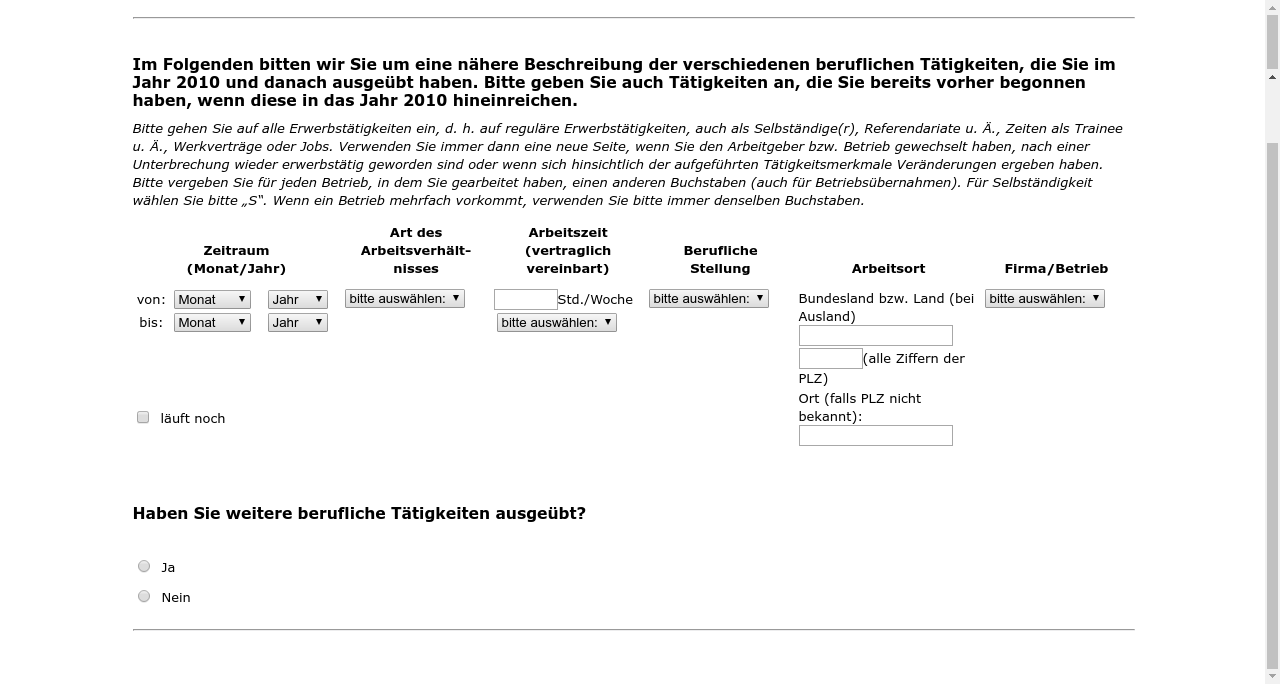 Im Folgenden bitten wir Sie um eine nähere Beschreibung der verschiedenen beruflichen Tätigkeiten, die Sie im
Jahr 2010 und danach ausgeübt haben. Bitte geben Sie auch Tätigkeiten an, die Sie bereits vorher begonnen
haben, wenn diese in das Jahr 2010 hineinreichen.
Bitte gehen Sie auf alle Erwerbstätigkeiten ein, d. h. auf reguläre Erwerbstätigkeiten, auch als Selbständige(r), Referendariate u. Ä., Zeiten als Trainee
u. Ä., Werkverträge oder Jobs. Verwenden Sie immer dann eine neue Seite, wenn Sie den Arbeitgeber bzw. Betrieb gewechselt haben, nach einer
Unterbrechung wieder erwerbstätig geworden sind oder wenn sich hinsichtlich der aufgeführten Tätigkeitsmerkmale Veränderungen ergeben haben.
Bitte vergeben Sie für jeden Betrieb, in dem Sie gearbeitet haben, einen anderen Buchstaben (auch für Betriebsübernahmen). Für Selbständigkeit
wählen Sie bitte „S“. Wenn ein Betrieb mehrfach vorkommt, verwenden Sie bitte immer denselben Buchstaben.
Zeitraum
(Monat/Jahr)
Art des
Arbeitsverhält-
nisses
Arbeitszeit
(vertraglich
vereinbart)
Berufliche
Stellung
Arbeitsort
Firma/Betrieb
von: Monat Jahr
bis: Monat Jahr
läuft noch
bitte auswählen:
Std./Woche
bitte auswählen:
bitte auswählen:
Bundesland bzw. Land (bei
Ausland)
(alle Ziffern der
PLZ)
Ort (falls PLZ nicht
bekannt):
bitte auswählen:
Haben Sie weitere berufliche Tätigkeiten ausgeübt?
Ja
Nein